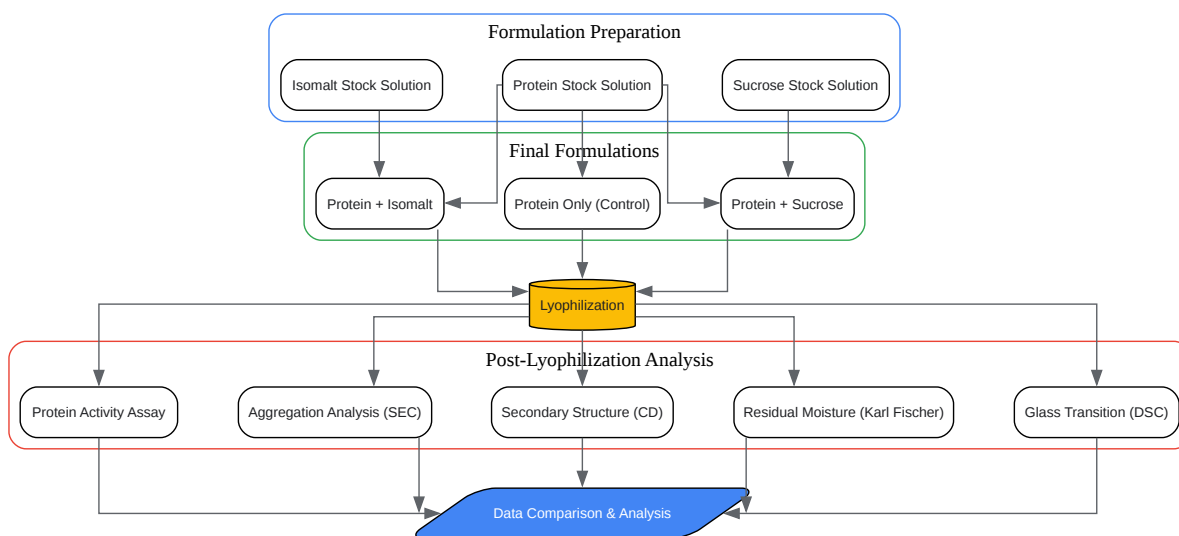 Formulation Preparation
Isomalt Stock Solution
Protein Stock Solution
Sucrose Stock Solution
Final Formulations
Protein + Isomalt
Protein Only (Control)
Protein + Sucrose
Lyophilization
Post-Lyophilization Analysis
Protein Activity Assay
Aggregation Analysis (SEC)
Secondary Structure (CD)
Residual Moisture (Karl Fischer)
Glass Transition (DSC)
Data Comparison & Analysis